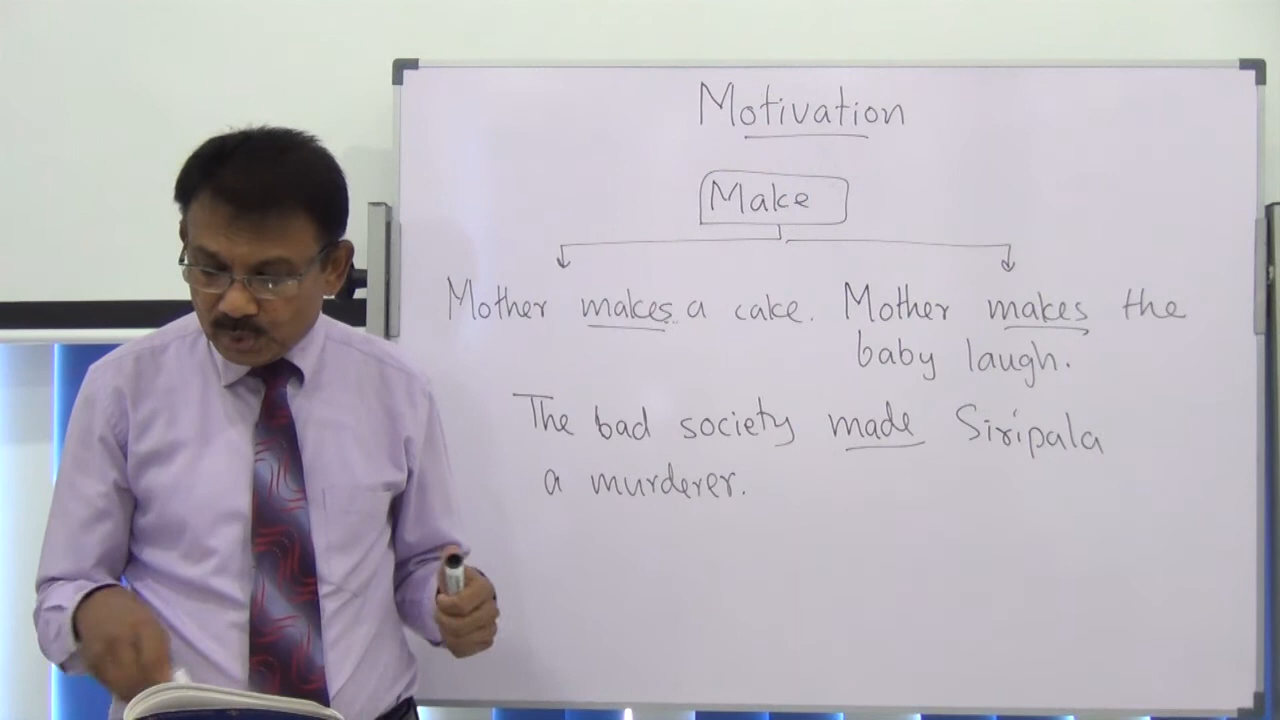 Motivation
Make
Mother makes a cake. Mother makes the
baby laugh.
The bad society made Siripala
a murderer.